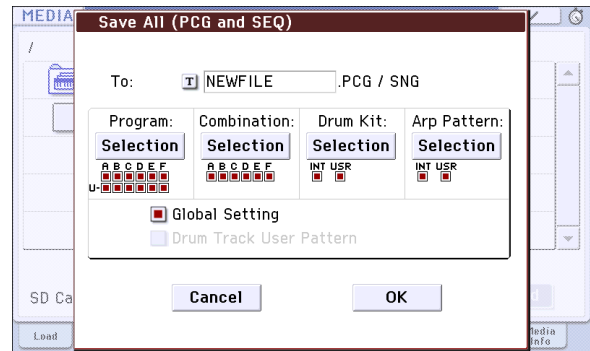 MEDIA
Save All (PCG and SEQ)
/
To: T NEWFILE .PCG / SNG
Program: Combination: Drum Kit: Arp Pattern:
Selection Selection Selection Selection
A B C D E F A B C D E F INT USR INT USR
U-
Global Setting
Drum Track User Pattern
SD Ca
Cancel OK
d
Load Media
Info